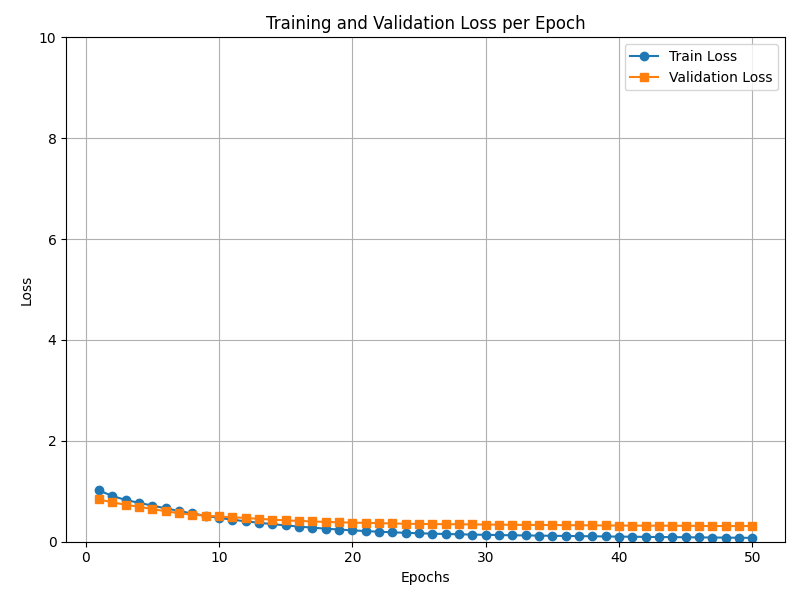 Training and Validation Loss per Epoch
Train Loss
Validation Loss
Loss
10
8
6
4
2
0
0 10 20 30 40 50
Epochs